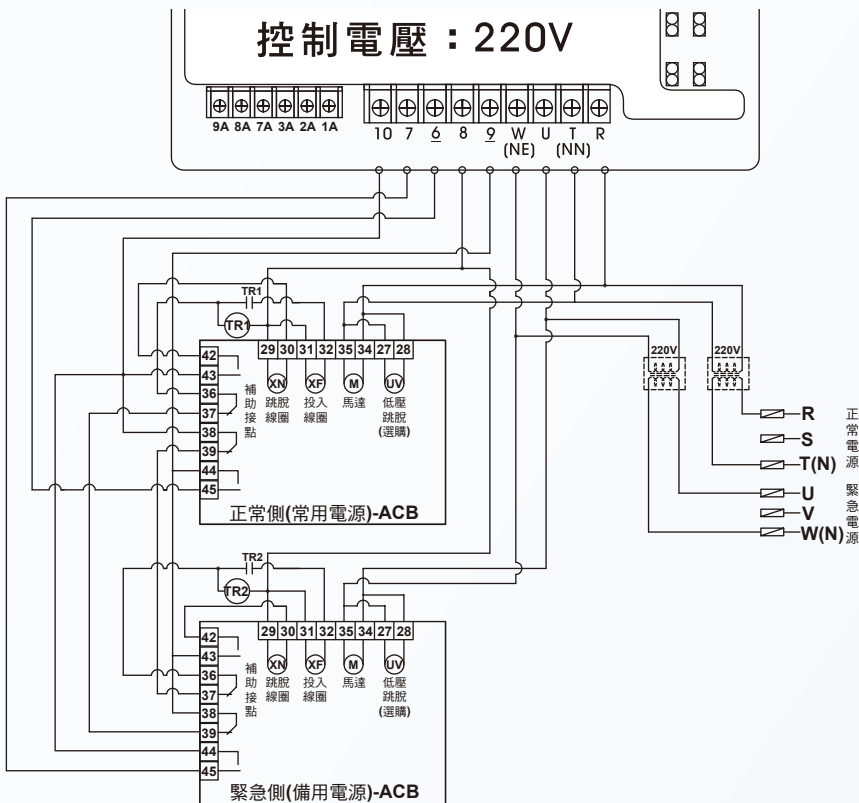 控制電壓：220V
9A 8A 7A 3A 2A 1A
10 7 6 8 9 W U T R
(NE) (NN)
TR1
TR1
29 30 31 32 35 34 27 28
42
43
36
37
38
39
44
45
補助接點
XN
跳脫
線圈
XF
投入
線圈
M
馬達
UV
低壓
跳脫
(選購)
正常側(常用電源)-ACB
220V 220V
R
S
T(N)
正常電源
U
V
W(N)
緊急電源
TR2
TR2
29 30 31 32 35 34 27 28
42
43
36
37
38
39
44
45
補助接點
XN
跳脫
線圈
XF
投入
線圈
M
馬達
UV
低壓
跳脫
(選購)
緊急側(備用電源)-ACB